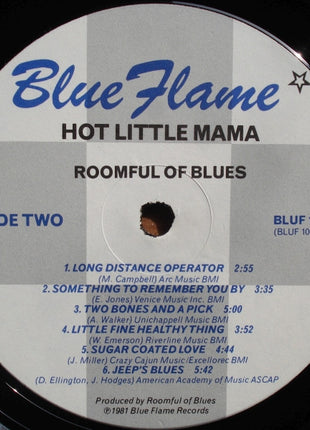 Blue Flame
HOT LITTLE MAMA
ROOMFUL OF BLUES
DE TWO
BLUF 1
(BLUF 10
1. LONG DISTANCE OPERATOR 2:55
(M. Campbell) Arc Music BMI
2. SOMETHING TO REMEMBER YOU BY 3:35
(E. Jones) Venice Music Inc. BMI
3. TWO BONES AND A PICK 5:00
(A. Walker) Unichappell Music BMI
4. LITTLE FINE HEALTHY THING 3:52
(W. Emerson) Riverline Music BMI
5. SUGAR COATED LOVE 4:44
(J. Miller) Crazy Cajun Music/Excellorec BMI
6. JEEP'S BLUES 5:42
(D. Ellington, J. Hodges) American Academy of Music ASCAP
Produced by Roomful of Blues
℗1981 Blue Flame Records